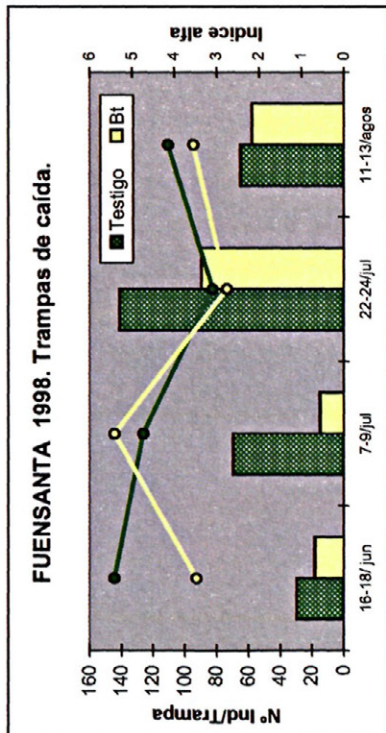 FUENSANTA 1998. Trampas de caída.
Testigo
Bt
Nº Ind/Trampa
160
140
120
100
80
60
40
20
0
Indice alfa
6
5
4
3
2
1
0
16-18/ jun
7-9/jul
22-24/jul
11-13/agos